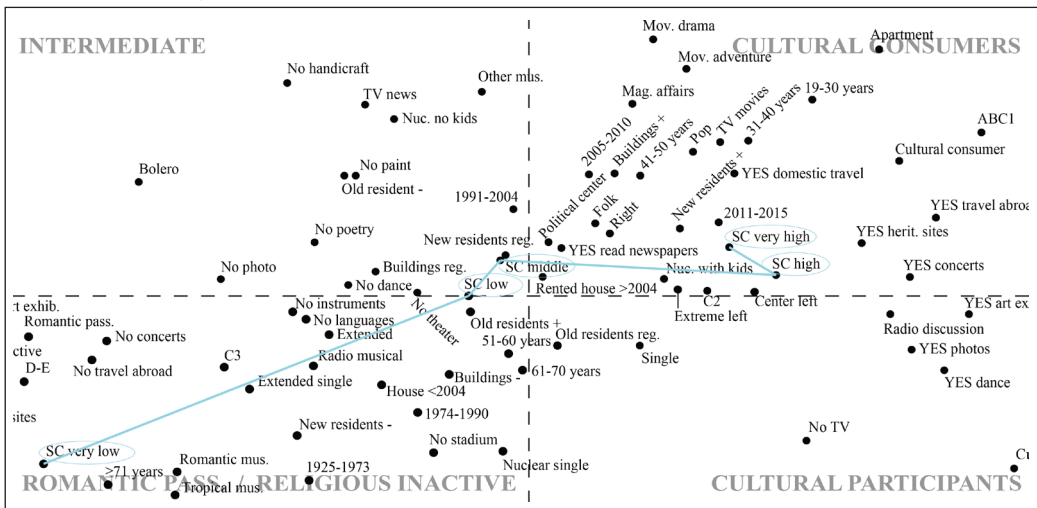 INTERMEDIATE
CULTURAL CONSUMERS
Mov. drama
Apartment
Mov. adventure
No handicraft
Other mus.
TV news
Nuc. no kids
Mag. affairs
19-30 years
2005-2010
Buildings +
41-50 years
Pop
TV movies
31-40 years
ABC1
Cultural consumer
Bolero
No paint
Old resident -
YES domestic travel
New residents +
1991-2004
Political center
Folk
Right
2011-2015
YES travel abroa
No poetry
New residents reg.
YES read newspapers
SC very high
YES herit. sites
No photo
Buildings reg.
SC middle
Nuc. with kids
SC high
YES concerts
No dance
SC low
Rented house >2004
No theater
Extreme left
C2
Center left
rt exhib.
No instruments
No languages
Old residents +
YES art ex
Romantic pass.
No concerts
Extended
51-60 years
Old residents reg.
Radio discussion
ctive
D-E
No travel abroad
C3
Radio musical
Single
YES photos
Extended single
House <2004
Buildings -
61-70 years
YES dance
sites
1974-1990
New residents -
No TV
SC very low
No stadium
Nuclear single
>71 years
Romantic mus.
1925-1973
Cu
ROMANTIC PASS. / RELIGIOUS INACTIVE
CULTURAL PARTICIPANTS
Tropical mus.